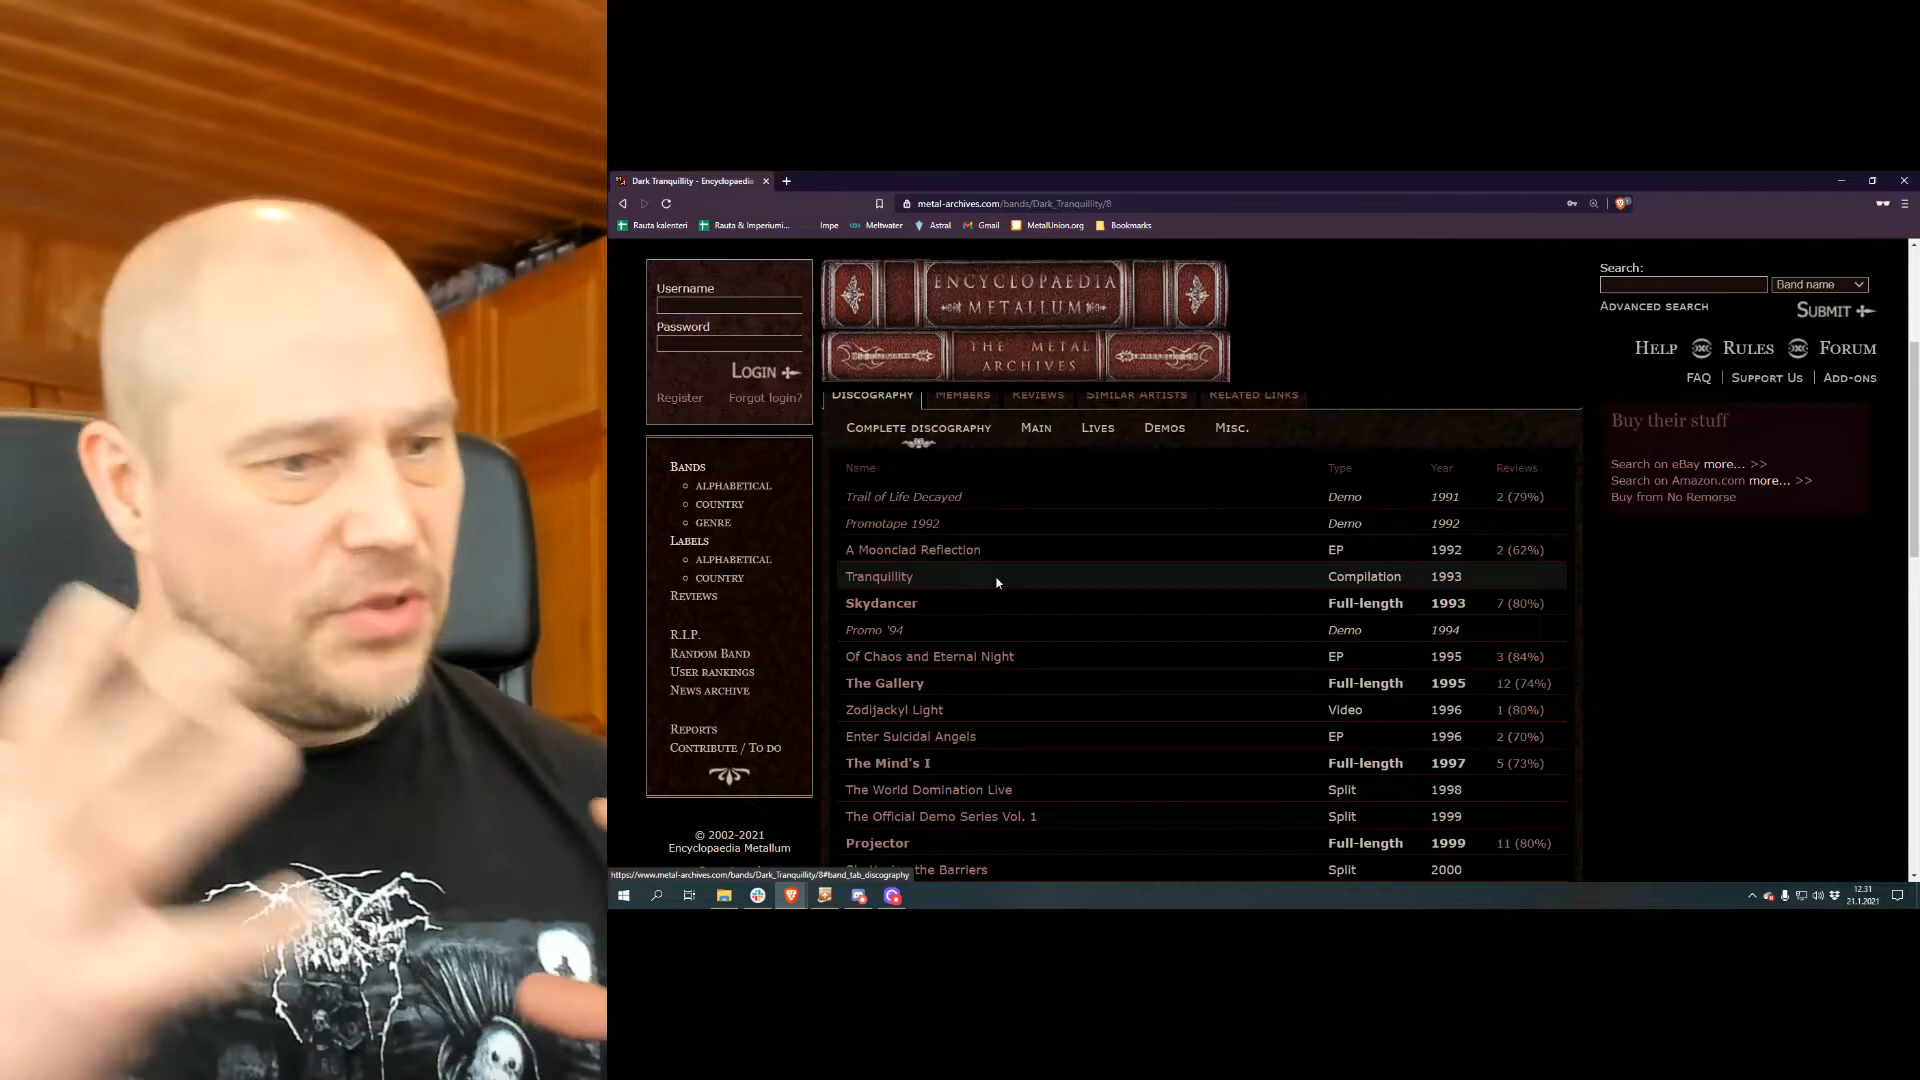 Dark Tranquillity - Encyclopaedia
metal-archives.com/bands/Dark_Tranquillity/8
Rauta kalenteri
Rauta & Imperiumi...
Impe
Meltwater
Astral
Gmail
MetalUnion.org
Bookmarks
Username
Password
LOGIN
Register
Forgot login?
ENCYCLOPAEDIA
METALLUM
THE METAL
ARCHIVES
Search:
Band name
ADVANCED SEARCH
SUBMIT
HELP
RULES
FORUM
FAQ
SUPPORT US
ADD-ONS
DISCOGRAPHY
MEMBERS
REVIEWS
SIMILAR ARTISTS
RELATED LINKS
COMPLETE DISCOGRAPHY
MAIN
LIVES
DEMOS
MISC.
BANDS
ALPHABETICAL
COUNTRY
GENRE
LABELS
ALPHABETICAL
COUNTRY
REVIEWS
R.I.P.
RANDOM BAND
USER RANKINGS
NEWS ARCHIVE
REPORTS
CONTRIBUTE / TO DO
© 2002-2021
Encyclopaedia Metallum
Name Type Year Reviews
Trail of Life Decayed Demo 1991 2 (79%)
Promotape 1992 Demo 1992
A Moonclad Reflection EP 1992 2 (62%)
Tranquillity Compilation 1993
Skydancer Full-length 1993 7 (80%)
Promo '94 Demo 1994
Of Chaos and Eternal Night EP 1995 3 (84%)
The Gallery Full-length 1995 12 (74%)
Zodijackyl Light Video 1996 1 (80%)
Enter Suicidal Angels EP 1996 2 (70%)
The Mind's I Full-length 1997 5 (73%)
The World Domination Live Split 1998
The Official Demo Series Vol. 1 Split 1999
Projector Full-length 1999 11 (80%)
the Barriers Split 2000
Buy their stuff
Search on eBay more... >>
Search on Amazon.com more... >>
Buy from No Remorse
https://www.metal-archives.com/bands/Dark_Tranquillity/8#band_tab_discography
12.31
21.1.2021